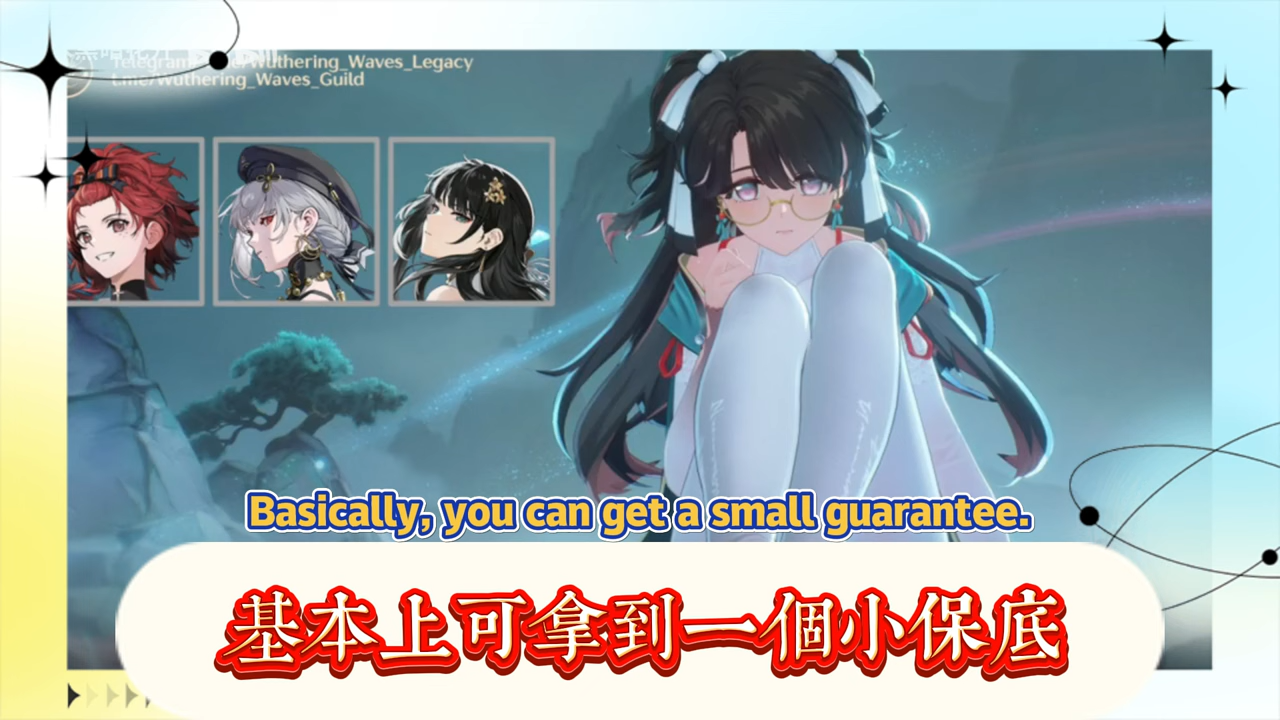 Wuthering_Waves_Legacy
t.me/Wuthering_Waves_Guild
Basically, you can get a small guarantee.
基本上可拿到一個小保底